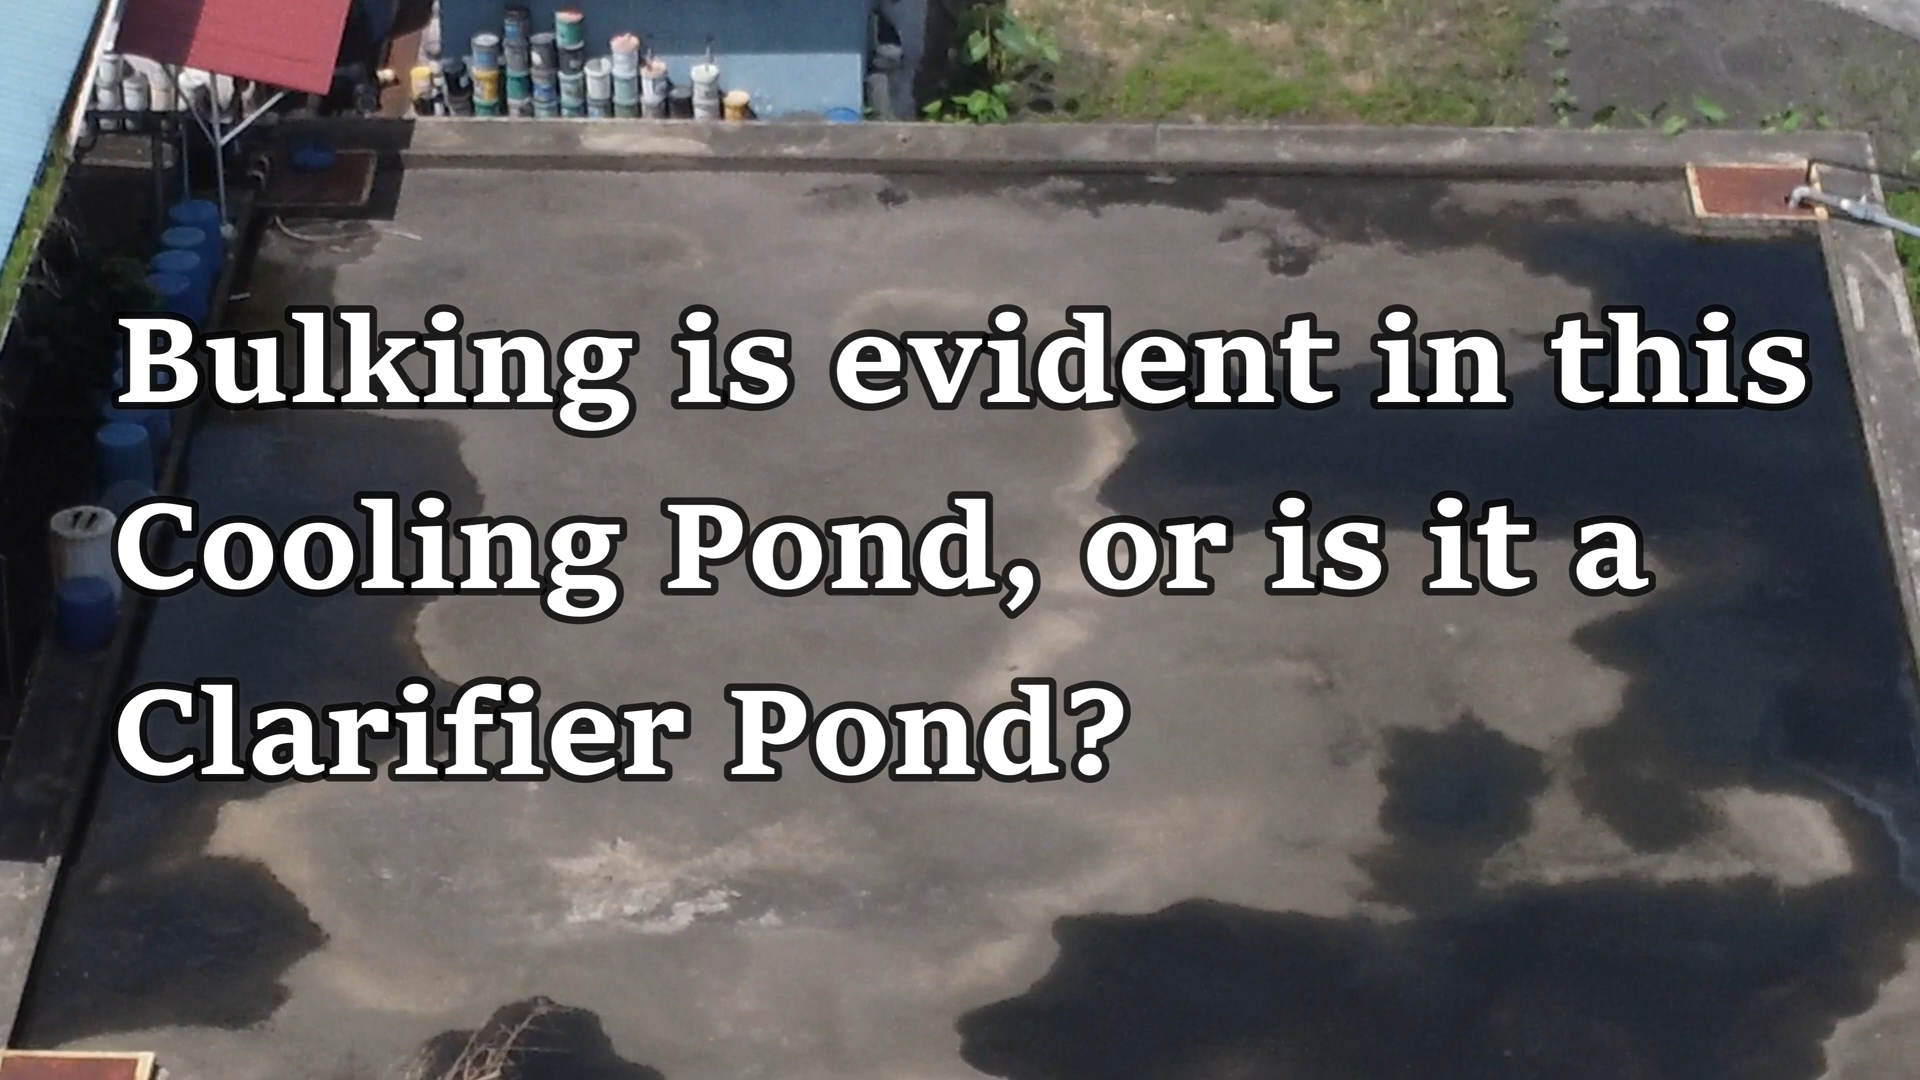 Bulking is evident in this
Cooling Pond, or is it a
Clarifier Pond?